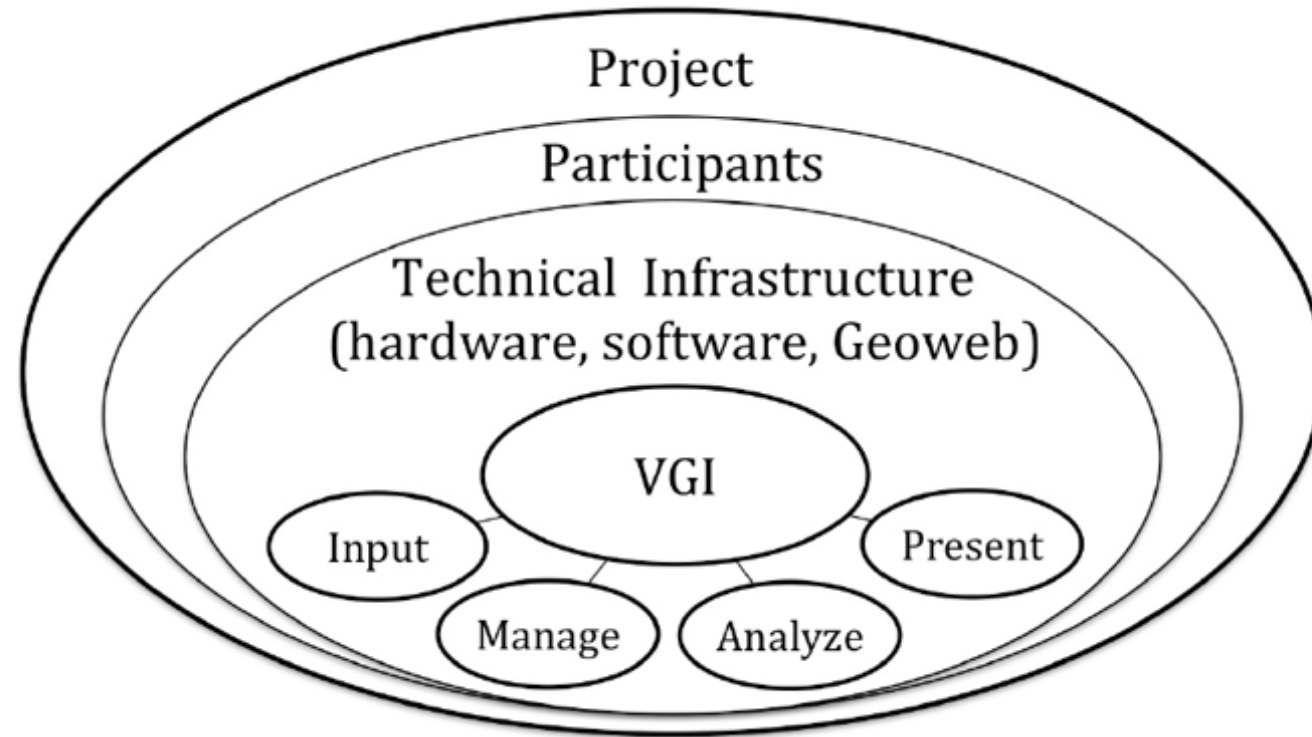 Project
Participants
Technical Infrastructure
(hardware, software, Geoweb)
VGI
Input
Present
Manage
Analyze